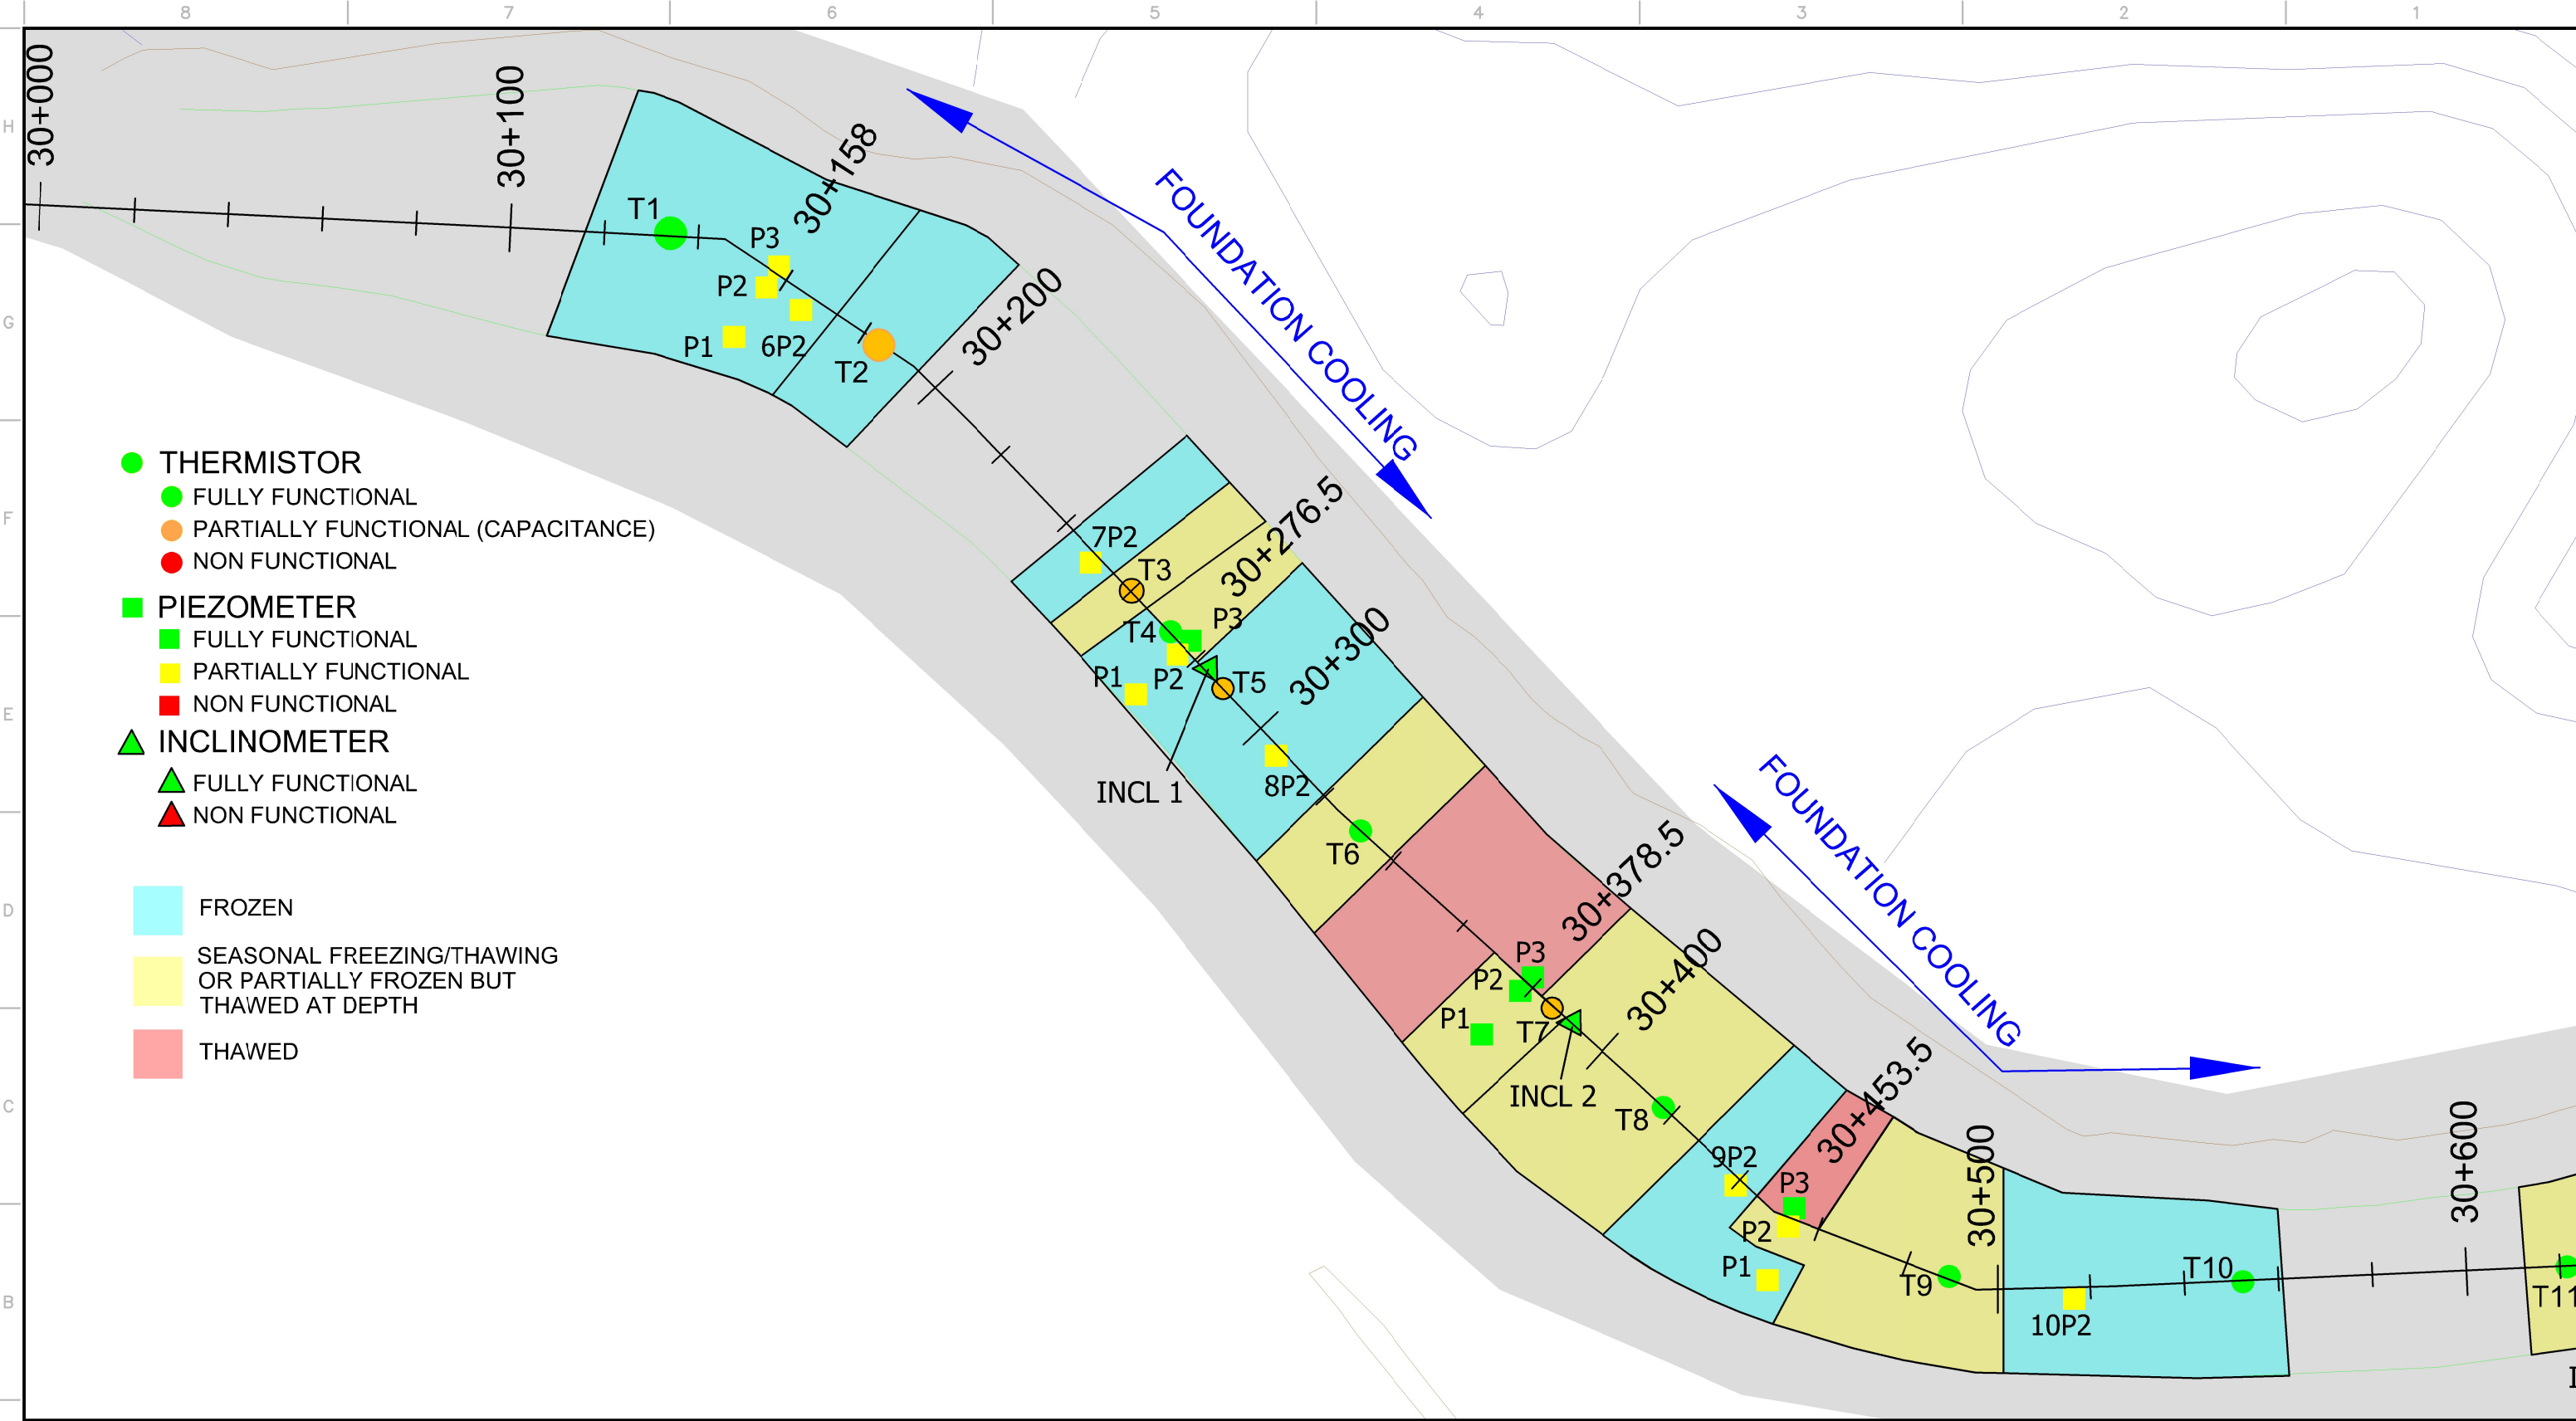 8 7 6 5 4 3 2 1
H
G
F
E
D
C
B
30+000
30+100
30+158
30+200
30+276.5
30+300
30+378.5
30+400
30+453.5
30+500
30+600
FOUNDATION COOLING
FOUNDATION COOLING
T1
P3
P2
P1
6P2
T2
7P2
T3
T4
P3
P1
P2
T5
INCL 1
8P2
T6
P3
P2
P1
T7
INCL 2
T8
9P2
P3
P2
P1
T9
T10
10P2
T11
THERMISTOR
FULLY FUNCTIONAL
PARTIALLY FUNCTIONAL (CAPACITANCE)
NON FUNCTIONAL
PIEZOMETER
FULLY FUNCTIONAL
PARTIALLY FUNCTIONAL
NON FUNCTIONAL
INCLINOMETER
FULLY FUNCTIONAL
NON FUNCTIONAL
FROZEN
SEASONAL FREEZING/THAWING
OR PARTIALLY FROZEN BUT
THAWED AT DEPTH
THAWED